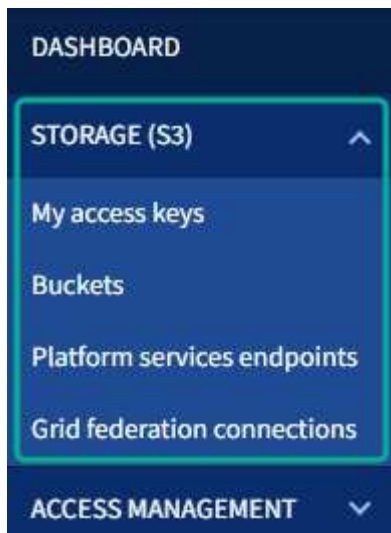 DASHBOARD
STORAGE (S3)
My access keys
Buckets
Platform services endpoints
Grid federation connections
ACCESS MANAGEMENT